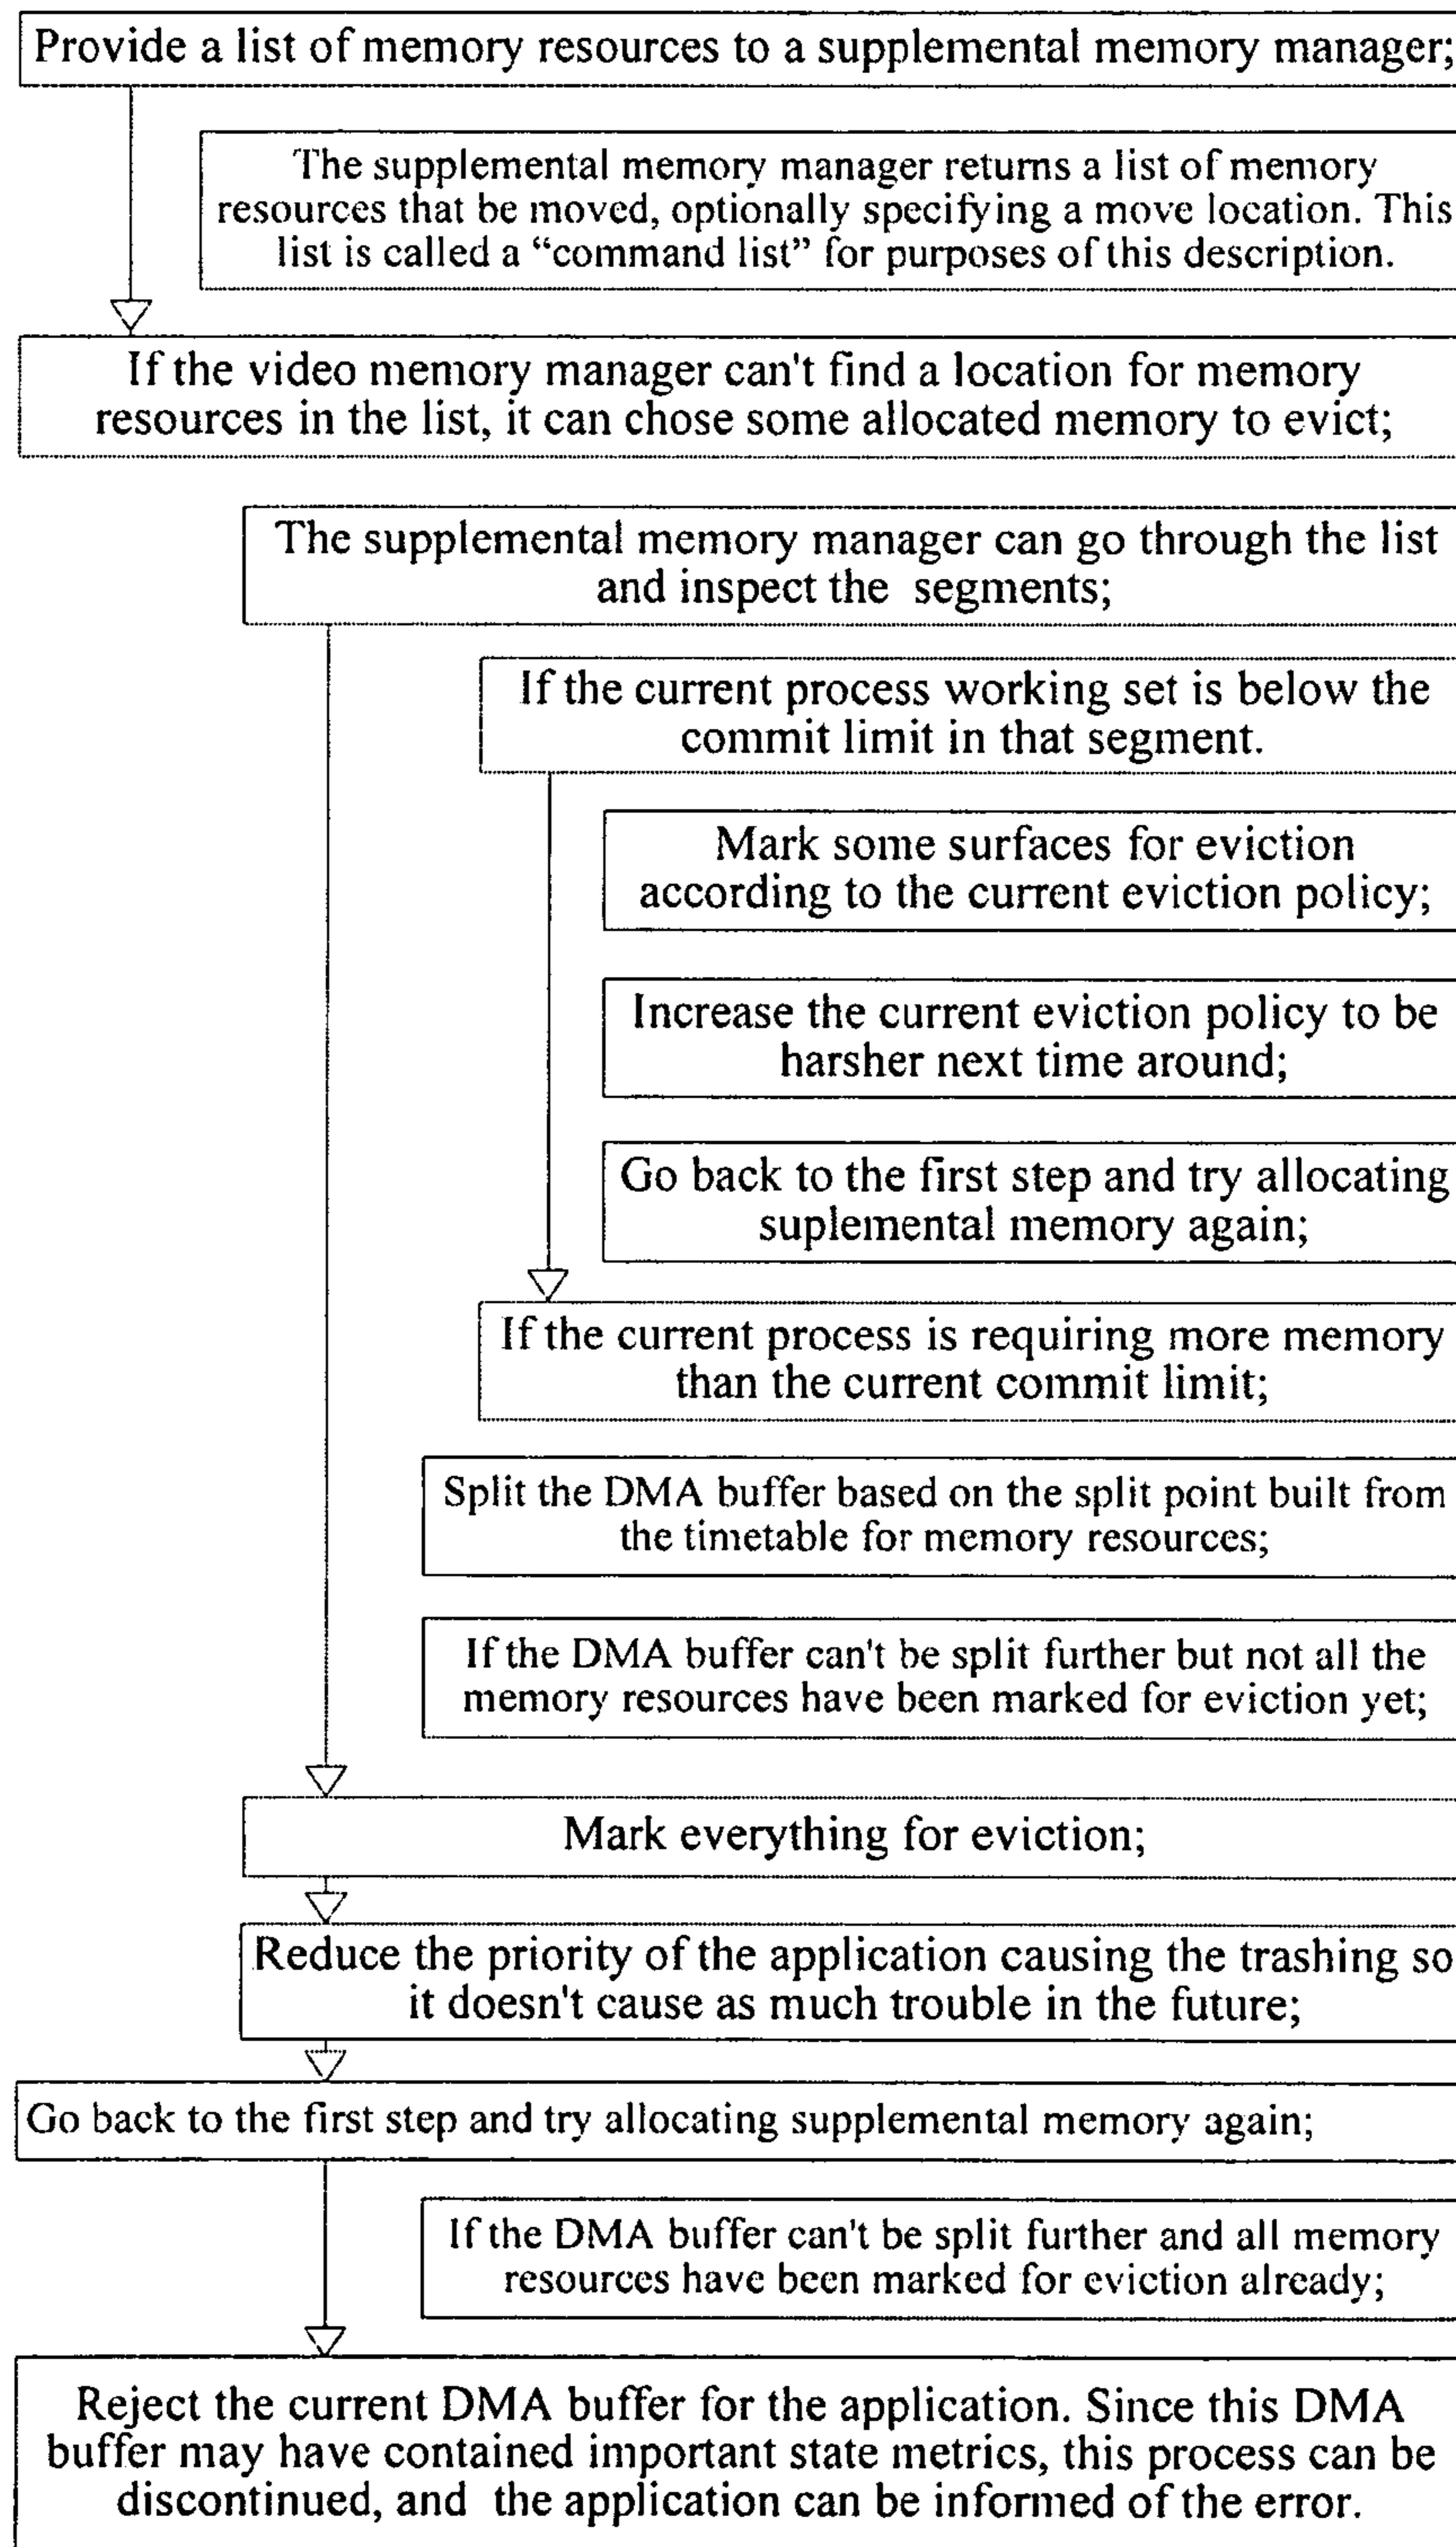 Provide a list of memory resources to a supplemental memory manager;
The supplemental memory manager returns a list of memory
resources that be moved, optionally specifying a move location. This
list is called a “command list” for purposes of this description.
If the video memory manager can't find a location for memory
resources in the list, it can chose some allocated memory to evict;
The supplemental memory manager can go through the list
and inspect the segments;
If the current process working set is below the
commit limit in that segment.
Mark some surfaces for eviction
according to the current eviction policy;
Increase the current eviction policy to be
harsher next time around;
Go back to the first step and try allocating
suplemental memory again;
If the current process is requiring more memory
than the current commit limit;
Split the DMA buffer based on the split point built from
the timetable for memory resources;
If the DMA buffer can't be split further but not all the
memory resources have been marked for eviction yet;
Mark everything for eviction;
Reduce the priority of the application causing the trashing so
it doesn't cause as much trouble in the future;
Go back to the first step and try allocating supplemental memory again;
If the DMA buffer can't be split further and all memory
resources have been marked for eviction already;
Reject the current DMA buffer for the application. Since this DMA
buffer may have contained important state metrics, this process can be
discontinued, and the application can be informed of the error.